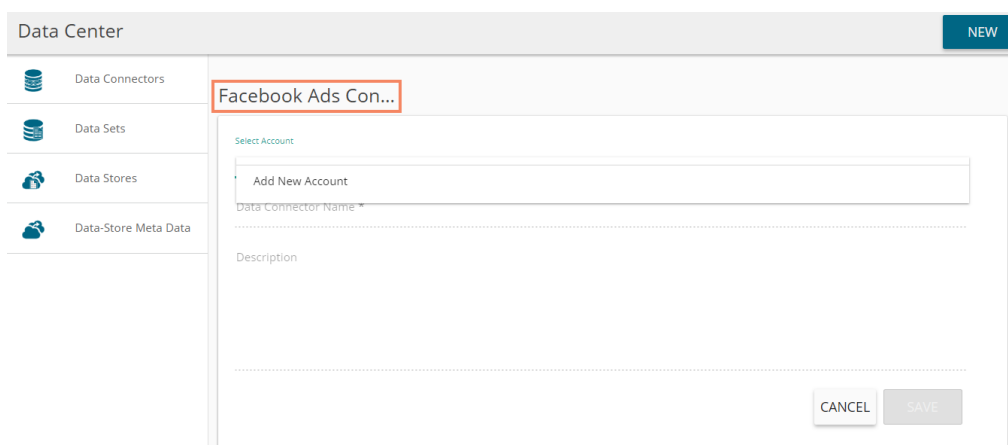 Data Center
NEW
Data Connectors
Data Sets
Data Stores
Data-Store Meta Data
Facebook Ads Con...
Select Account
Add New Account
Data Connector Name *
Description
CANCEL
SAVE